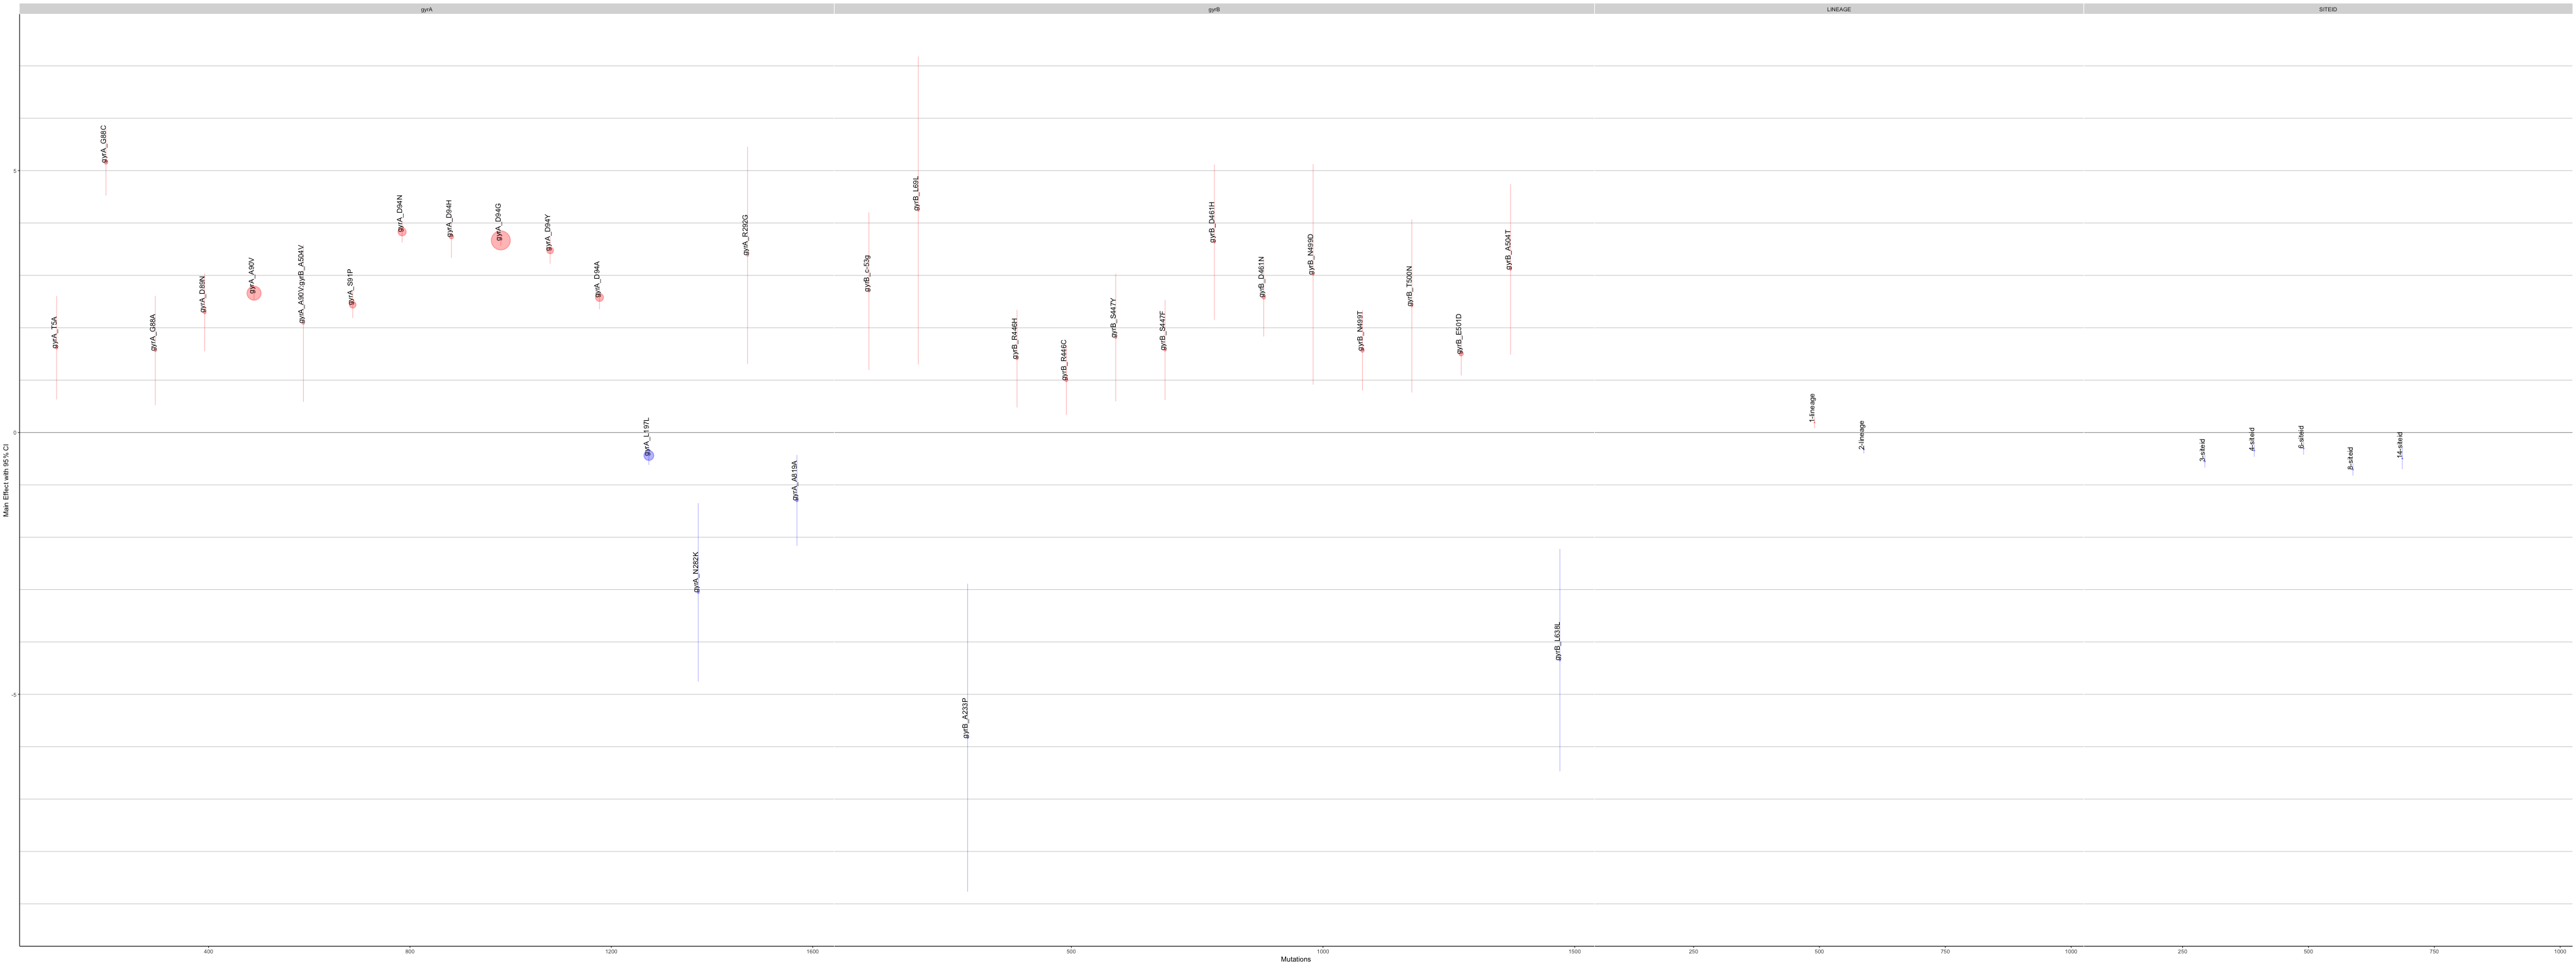 gyrA
gyrB
LINEAGE
SITEID
Main Effect with 95% CI
5
0
-5
gyrA_T5A
gyrA_G88C
gyrA_G88A
gyrA_D89N
gyrA_A90V
gyrA_A90V.gyrB_A504V
gyrA_S91P
gyrA_D94N
gyrA_D94H
gyrA_D94G
gyrA_D94Y
gyrA_D94A
gyrA_L197L
gyrA_N282K
gyrA_R292G
gyrA_A819A
gyrB_c-53g
gyrB_L69L
gyrB_A233P
gyrB_R446H
gyrB_R446C
gyrB_S447Y
gyrB_S447F
gyrB_D461H
gyrB_D461N
gyrB_N499D
gyrB_N499T
gyrB_T500N
gyrB_E501D
gyrB_A504T
gyrB_L638L
1-lineage
2-lineage
3-siteid
4-siteid
6-siteid
8-siteid
14-siteid
400 800 1200 1600
500 1000 1500
250 500 750 1000
250 500 750 1000
Mutations